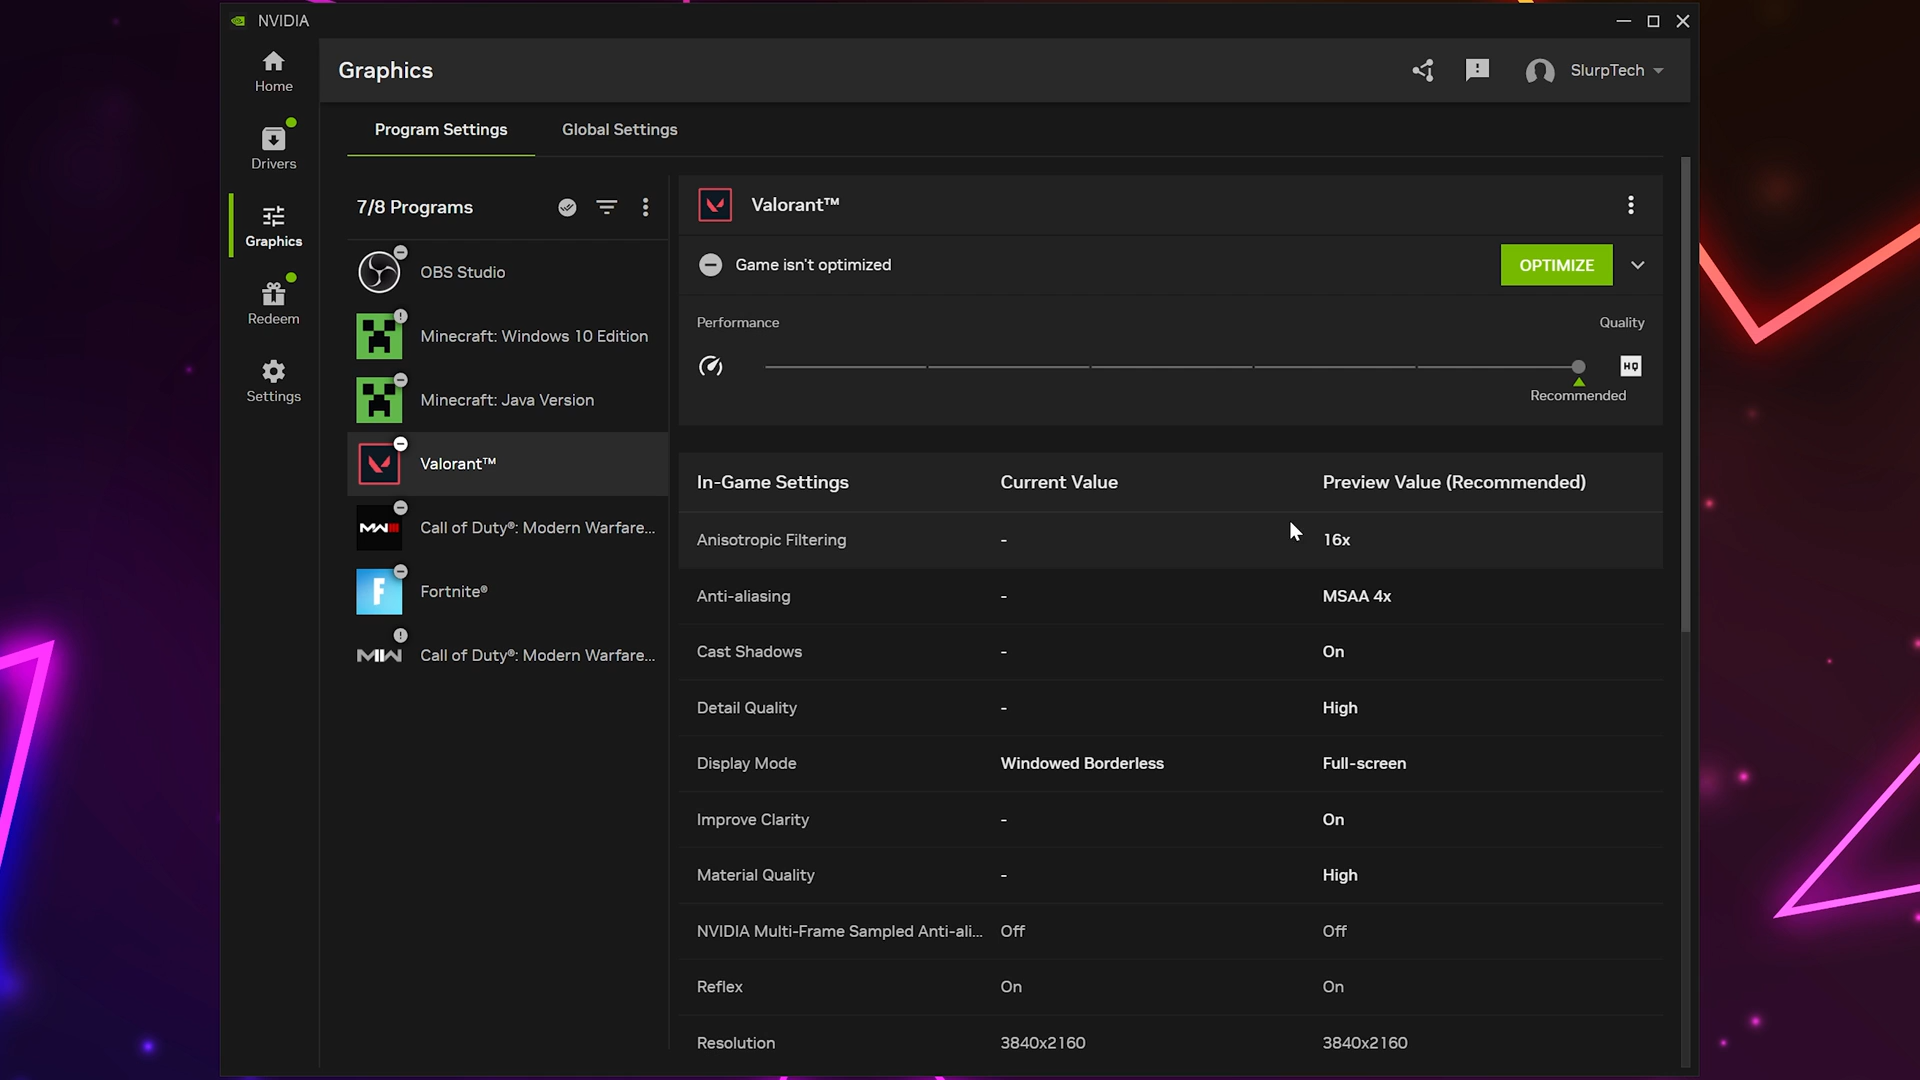 NVIDIA
Home
Drivers
Graphics
Redeem
Settings
Graphics
SlurpTech
Program Settings
Global Settings
7/8 Programs
OBS Studio
Minecraft: Windows 10 Edition
Minecraft: Java Version
Valorant™
MW
Call of Duty®: Modern Warfare...
F
Fortnite®
MW
Call of Duty®: Modern Warfare...
Valorant™
Game isn't optimized
OPTIMIZE
Performance
Quality
HQ
Recommended
In-Game Settings Current Value Preview Value (Recommended)
Anisotropic Filtering - 16x
Anti-aliasing - MSAA 4x
Cast Shadows - On
Detail Quality - High
Display Mode Windowed Borderless Full-screen
Improve Clarity - On
Material Quality - High
NVIDIA Multi-Frame Sampled Anti-ali... Off Off
Reflex On On
Resolution 3840x2160 3840x2160